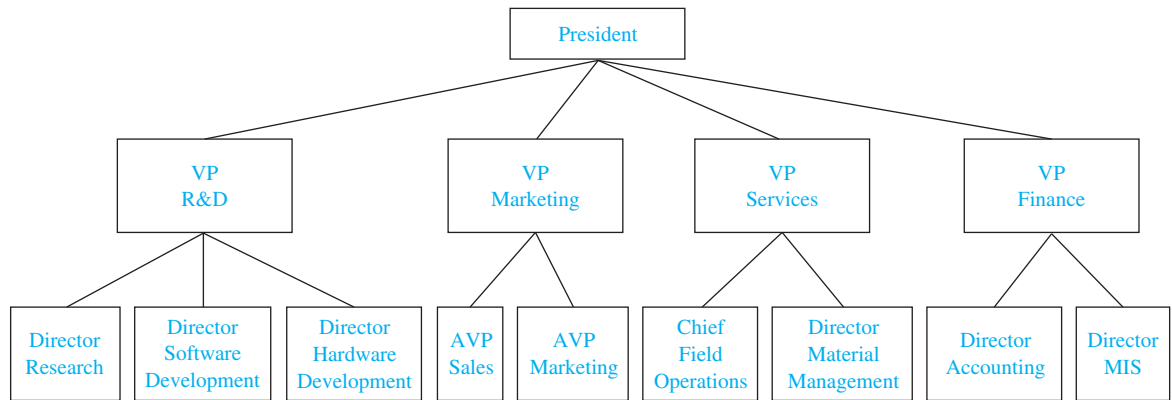 President
VP
R&D
VP
Marketing
VP
Services
VP
Finance
Director
Research
Director
Software
Development
Director
Hardware
Development
AVP
Sales
AVP
Marketing
Chief
Field
Operations
Director
Material
Management
Director
Accounting
Director
MIS